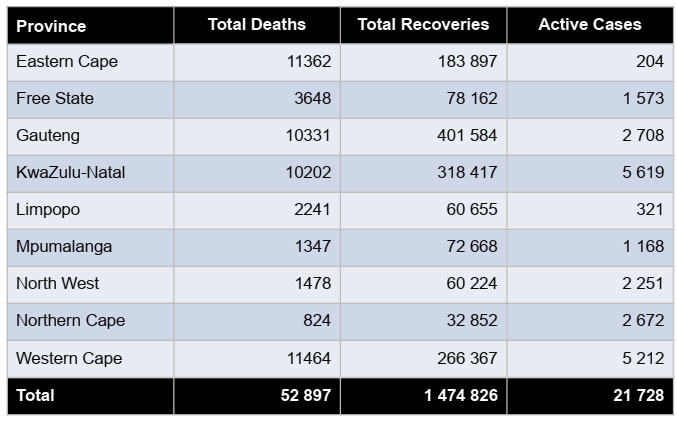 Province Total Deaths Total Recoveries Active Cases
Eastern Cape 11362 183 897 204
Free State 3648 78 162 1 573
Gauteng 10331 401 584 2 708
KwaZulu-Natal 10202 318 417 5 619
Limpopo 2241 60 655 321
Mpumalanga 1347 72 668 1 168
North West 1478 60 224 2 251
Northern Cape 824 32 852 2 672
Western Cape 11464 266 367 5 212
Total 52 897 1 474 826 21 728